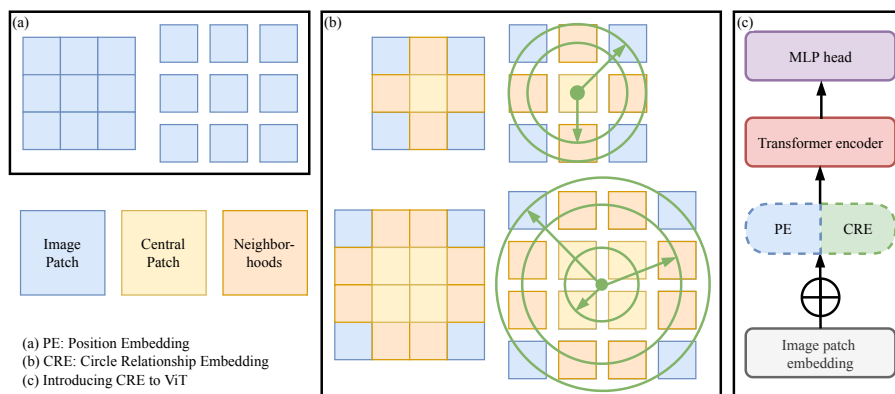 (a)
Image
Patch
Central
Patch
Neighbor-
hoods
(a) PE: Position Embedding
(b) CRE: Circle Relationship Embedding
(c) Introducing CRE to ViT
(b)
(c)
MLP head
Transformer encoder
PE
CRE
Image patch
embedding